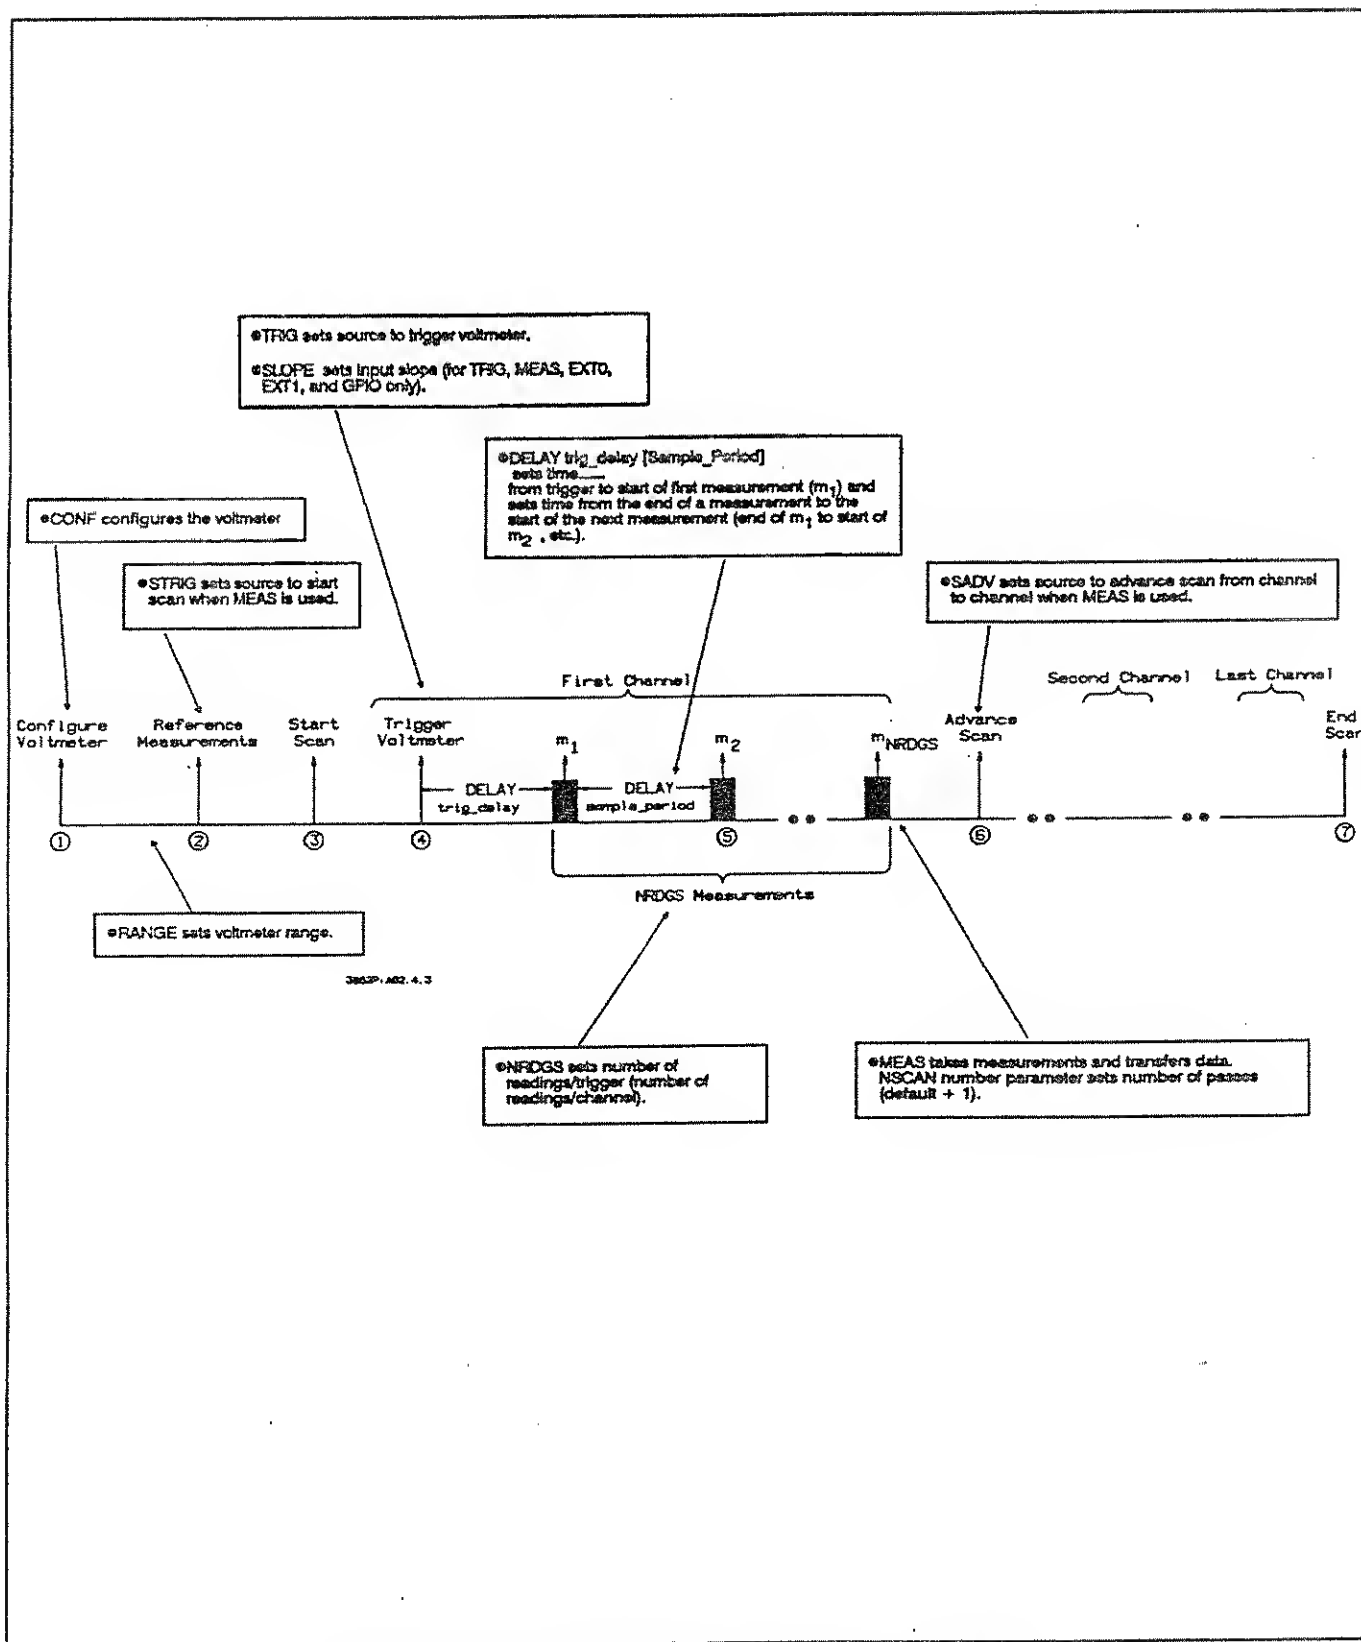 ●TRIG sets source to trigger voltmeter.
●SLOPE sets input slope (for TRIG, MEAS, EXT0,
EXT1, and GPIO only).
●DELAY trig_delay [Sample_Period]
sets time......
from trigger to start of first measurement (m1) and
sets time from the end of a measurement to the
start of the next measurement (end of m1 to start of
m2 , etc.).
●CONF configures the voltmeter
●STRIG sets source to start
scan when MEAS is used.
●SADV sets source to advance scan from channel
to channel when MEAS is used.
First Channel
Second Channel
Last Channel
Configure
Voltmeter
Reference
Measurements
Start
Scan
Trigger
Voltmeter
m1
m2
mNRDGS
Advance
Scan
End
Scan
DELAY
trig_delay
DELAY
sample_period
① ② ③ ④ ⑤ ⑥ ⑦
NRDGS Measurements
●RANGE sets voltmeter range.
●NRDGS sets number of
readings/trigger (number of
readings/channel).
●MEAS takes measurements and transfers data.
NSCAN number parameter sets number of passes
(default + 1).